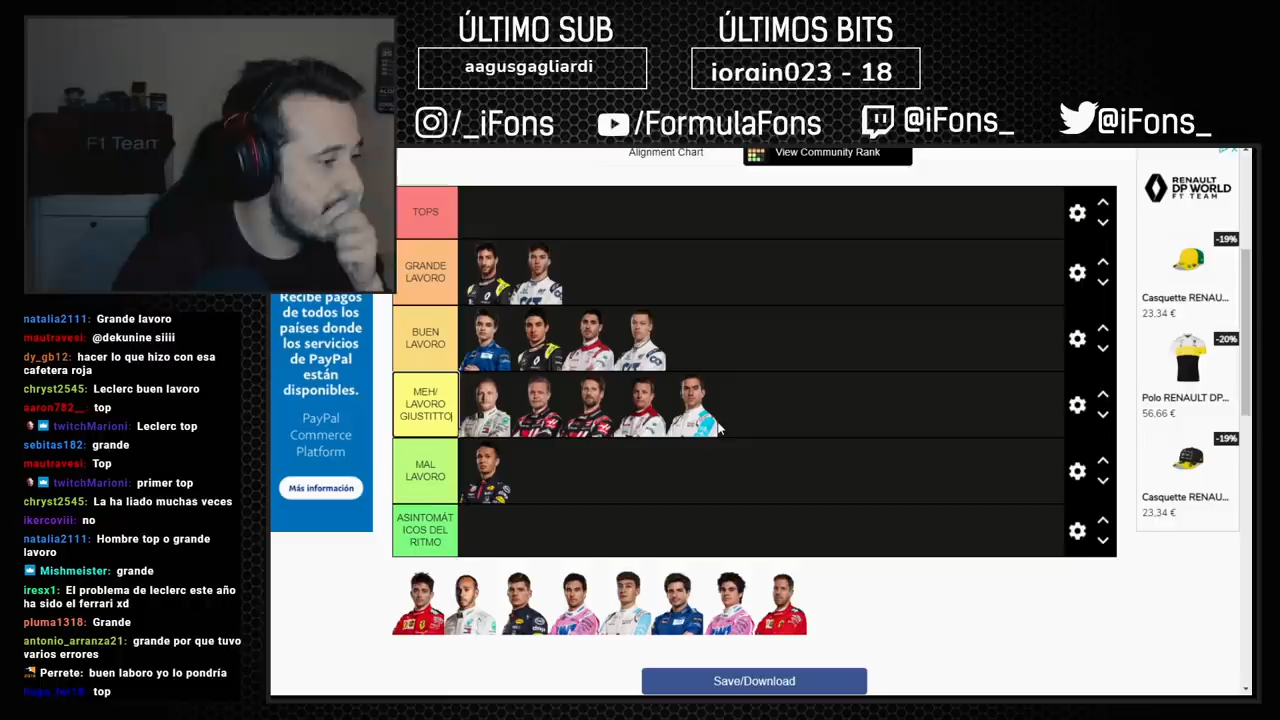 ÚLTIMO SUB
aagusgagliardi
ÚLTIMOS BITS
iorgin023 - 18
/_iFons
/FormulaFons
@iFons_
@iFons_
F1 Team
Alignment Chart
View Community Rank
TOPS
GRANDE
LAVORO
BUEN
LAVORO
MEH/
LAVORO
GIUSTITTO
MAL
LAVORO
ASINTOMÁT
ICOS DEL
RITMO
Save/Download
Recibe pagos
de todos los
países donde
los servicios
de PayPal
están
disponibles.
PayPal
Commerce
Platform
Más información
RENAULT
DP WORLD
F1 TEAM
-19%
Casquette RENAU...
23,34 €
-20%
Polo RENAULT DP...
56,66 €
-19%
Casquette RENAU...
23,34 €
natalia2111: Grande lavoro
mautravesi: @dekunine siiii
dy_gb12: hacer lo que hizo con esa
cafetera roja
chryst2545: Leclerc buen lavoro
aaron782__: top
twitchMarioni: Leclerc top
sebitas182: grande
mautravesi: Top
twitchMarioni: primer top
chryst2545: La ha liado muchas veces
ikercoviii: no
natalia2111: Hombre top o grande
lavoro
Mishmeister: grande
iresx1: El problema de leclerc este año
ha sido el ferrari xd
pluma1318: Grande
antonio_arranza21: grande por que tuvo
varios errores
Perrete: buen laboro yo lo pondría
top